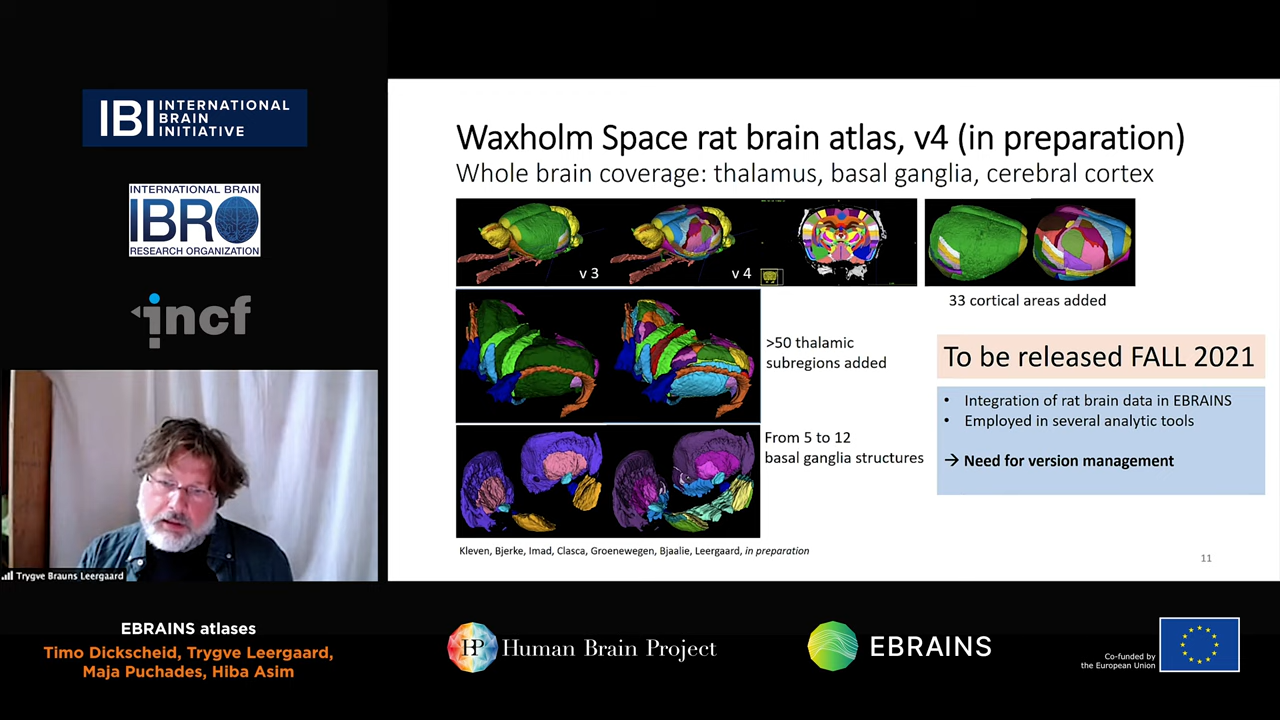 IBI INTERNATIONAL
BRAIN
INITIATIVE
INTERNATIONAL BRAIN
IBRO
RESEARCH ORGANIZATION
incf
Trygve Brauns Leergaard
Waxholm Space rat brain atlas, v4 (in preparation)
Whole brain coverage: thalamus, basal ganglia, cerebral cortex
v 3
v 4
33 cortical areas added
>50 thalamic
subregions added
From 5 to 12
basal ganglia structures
To be released FALL 2021
• Integration of rat brain data in EBRAINS
• Employed in several analytic tools
→ Need for version management
Kleven, Bjerke, Imad, Clasca, Groenewegen, Bjaalie, Leergaard, in preparation
11
EBRAINS atlases
Timo Dickscheid, Trygve Leergaard,
Maja Puchades, Hiba Asim
HBP Human Brain Project
EBRAINS
Co-funded by
the European Union